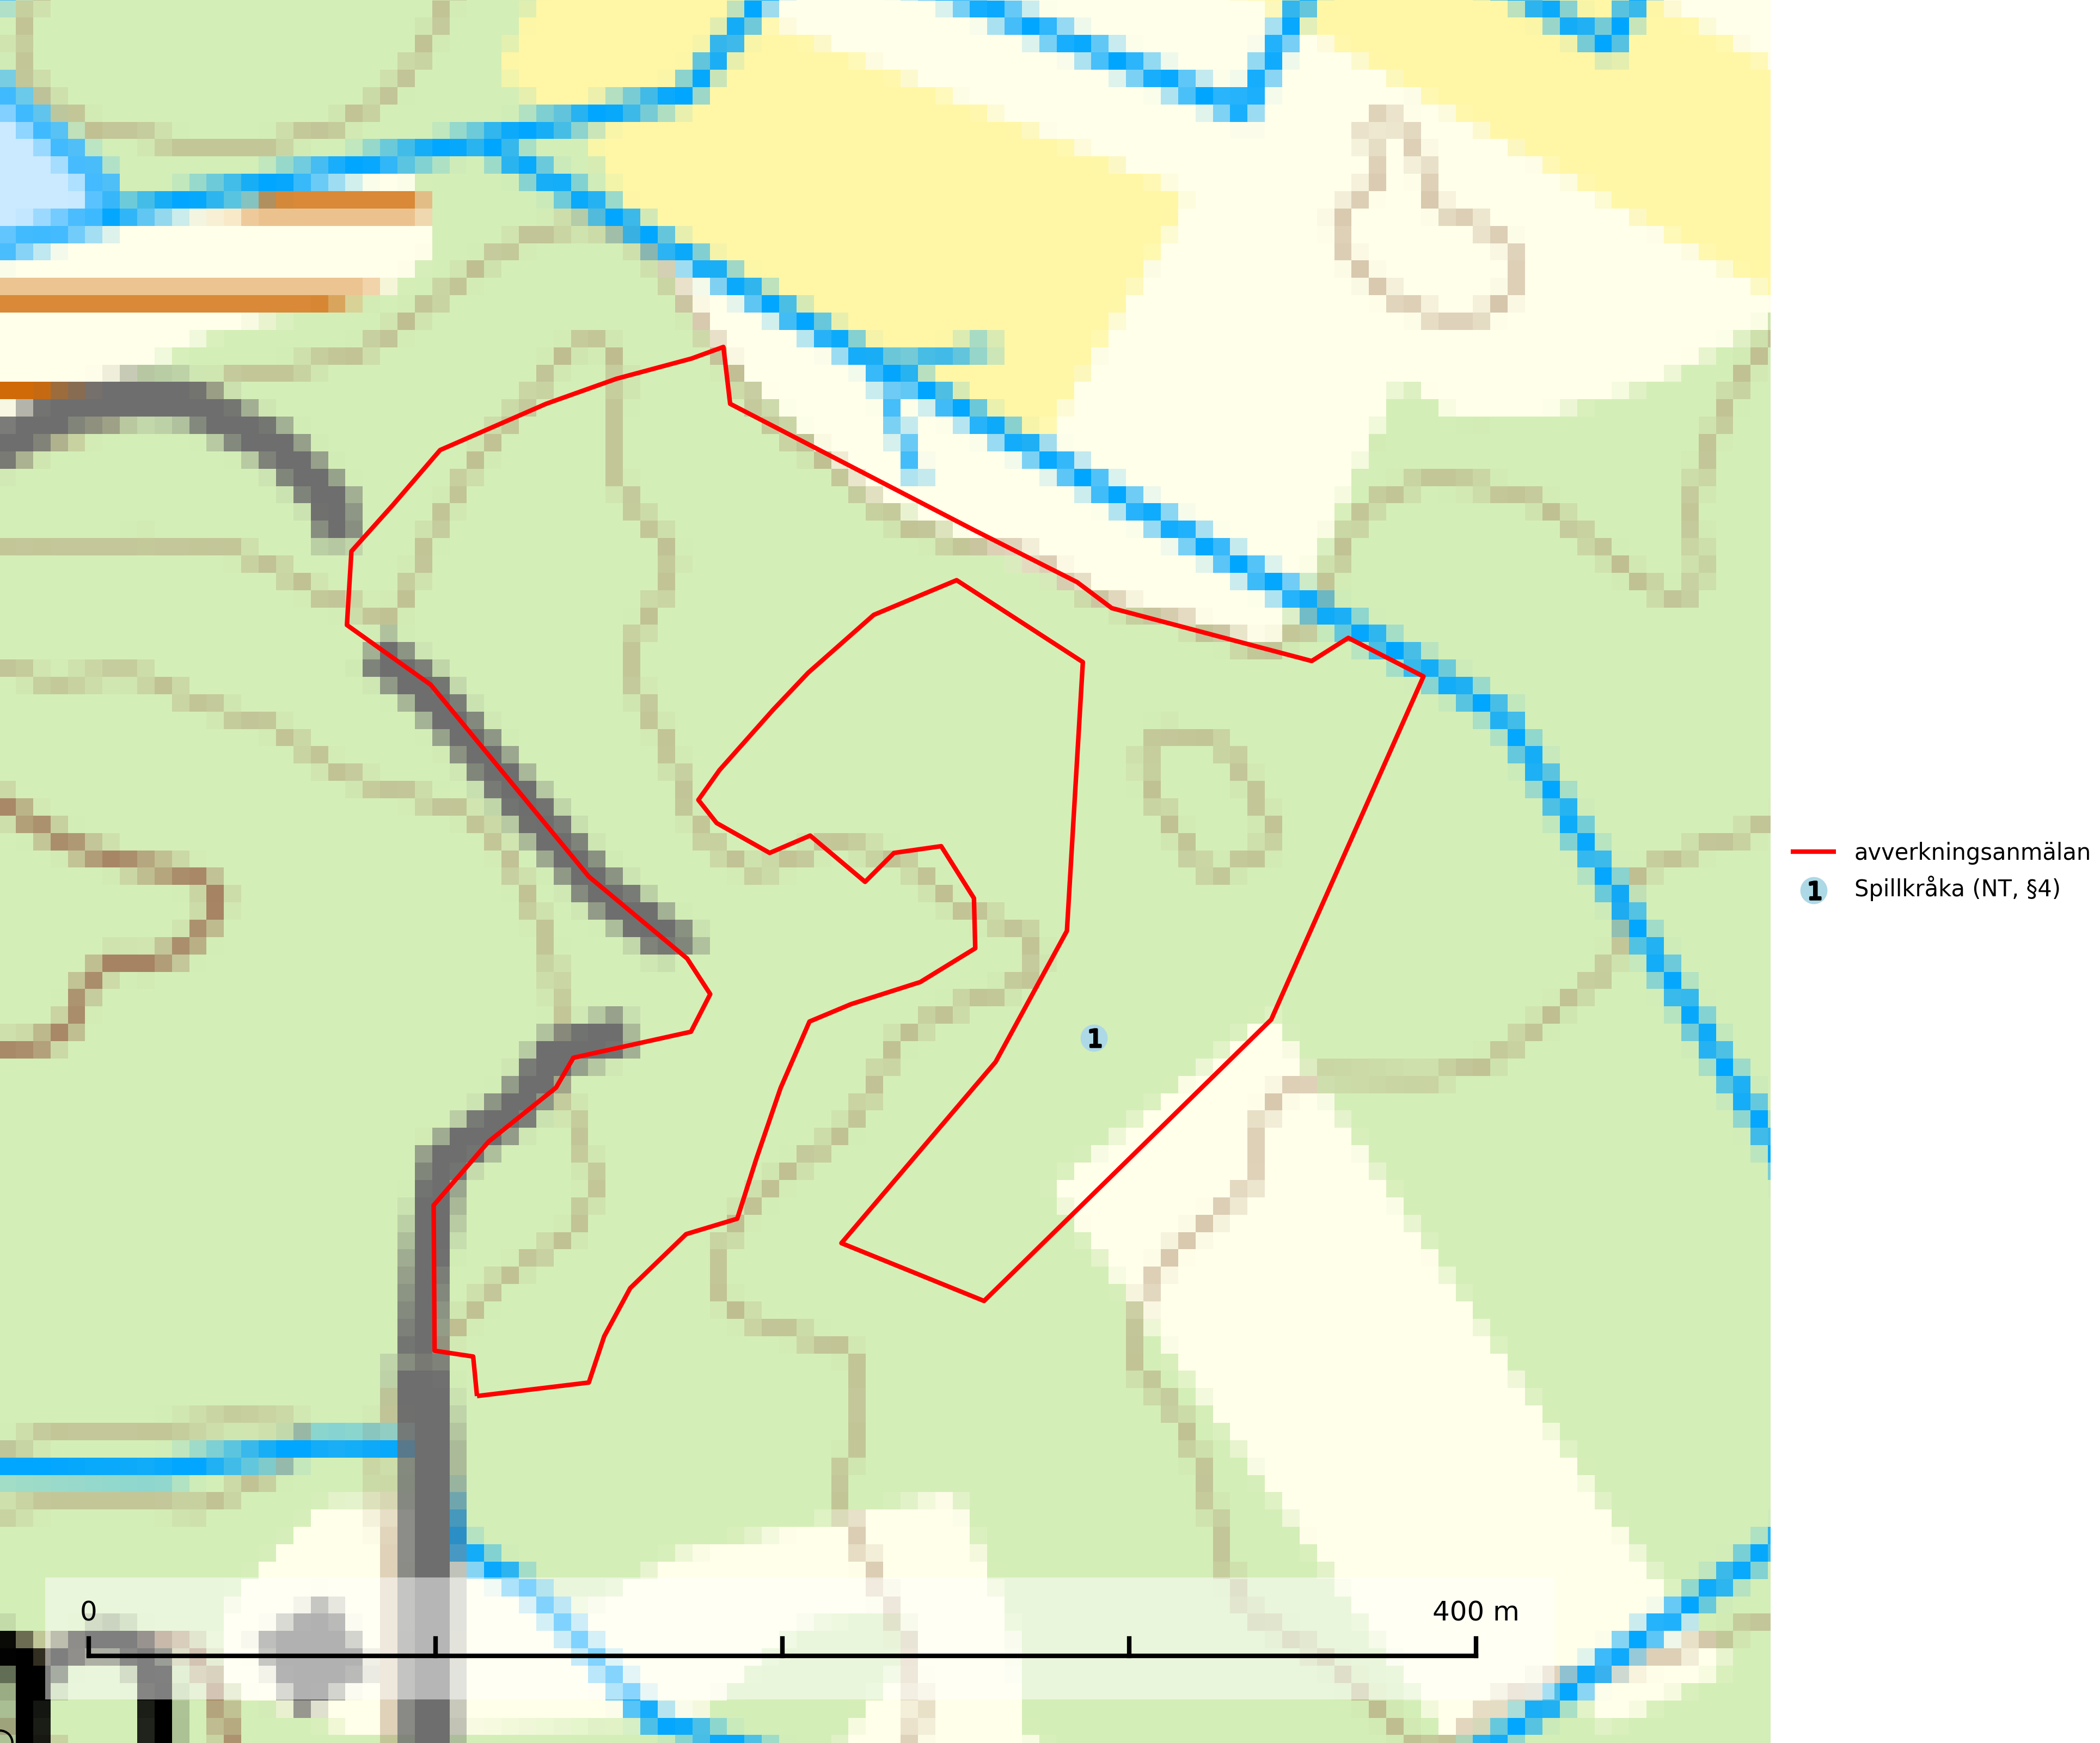 avverkningsanmälan
1 Spillkråka (NT, §4)
1
0 400 m